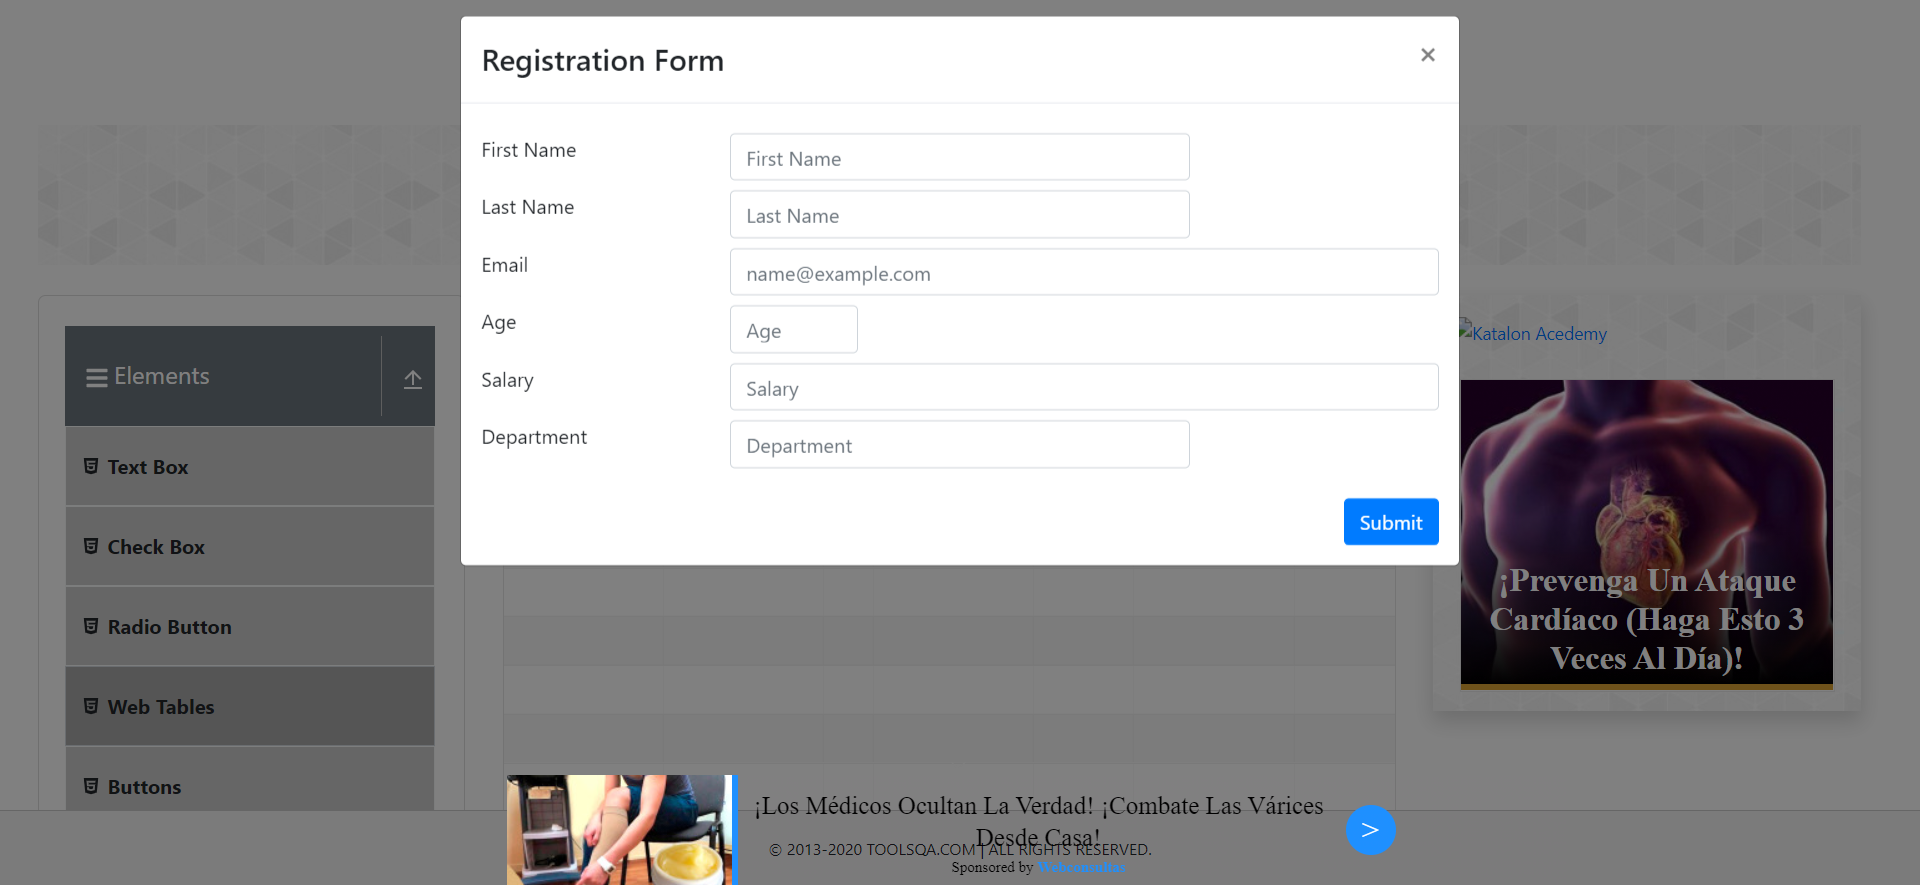 Registration Form
×
First Name
First Name
Last Name
Last Name
Email
name@example.com
Age
Age
Salary
Salary
Department
Department
Submit
Elements
Text Box
Check Box
Radio Button
Web Tables
Buttons
Katalon Acedemy
¡Prevenga Un Ataque
Cardíaco (Haga Esto 3
Veces Al Día)!
¡Los Médicos Ocultan La Verdad! ¡Combate Las Várices
Desde Casa!
>
© 2013-2020 TOOLSQA.COM | ALL RIGHTS RESERVED.
Sponsored by